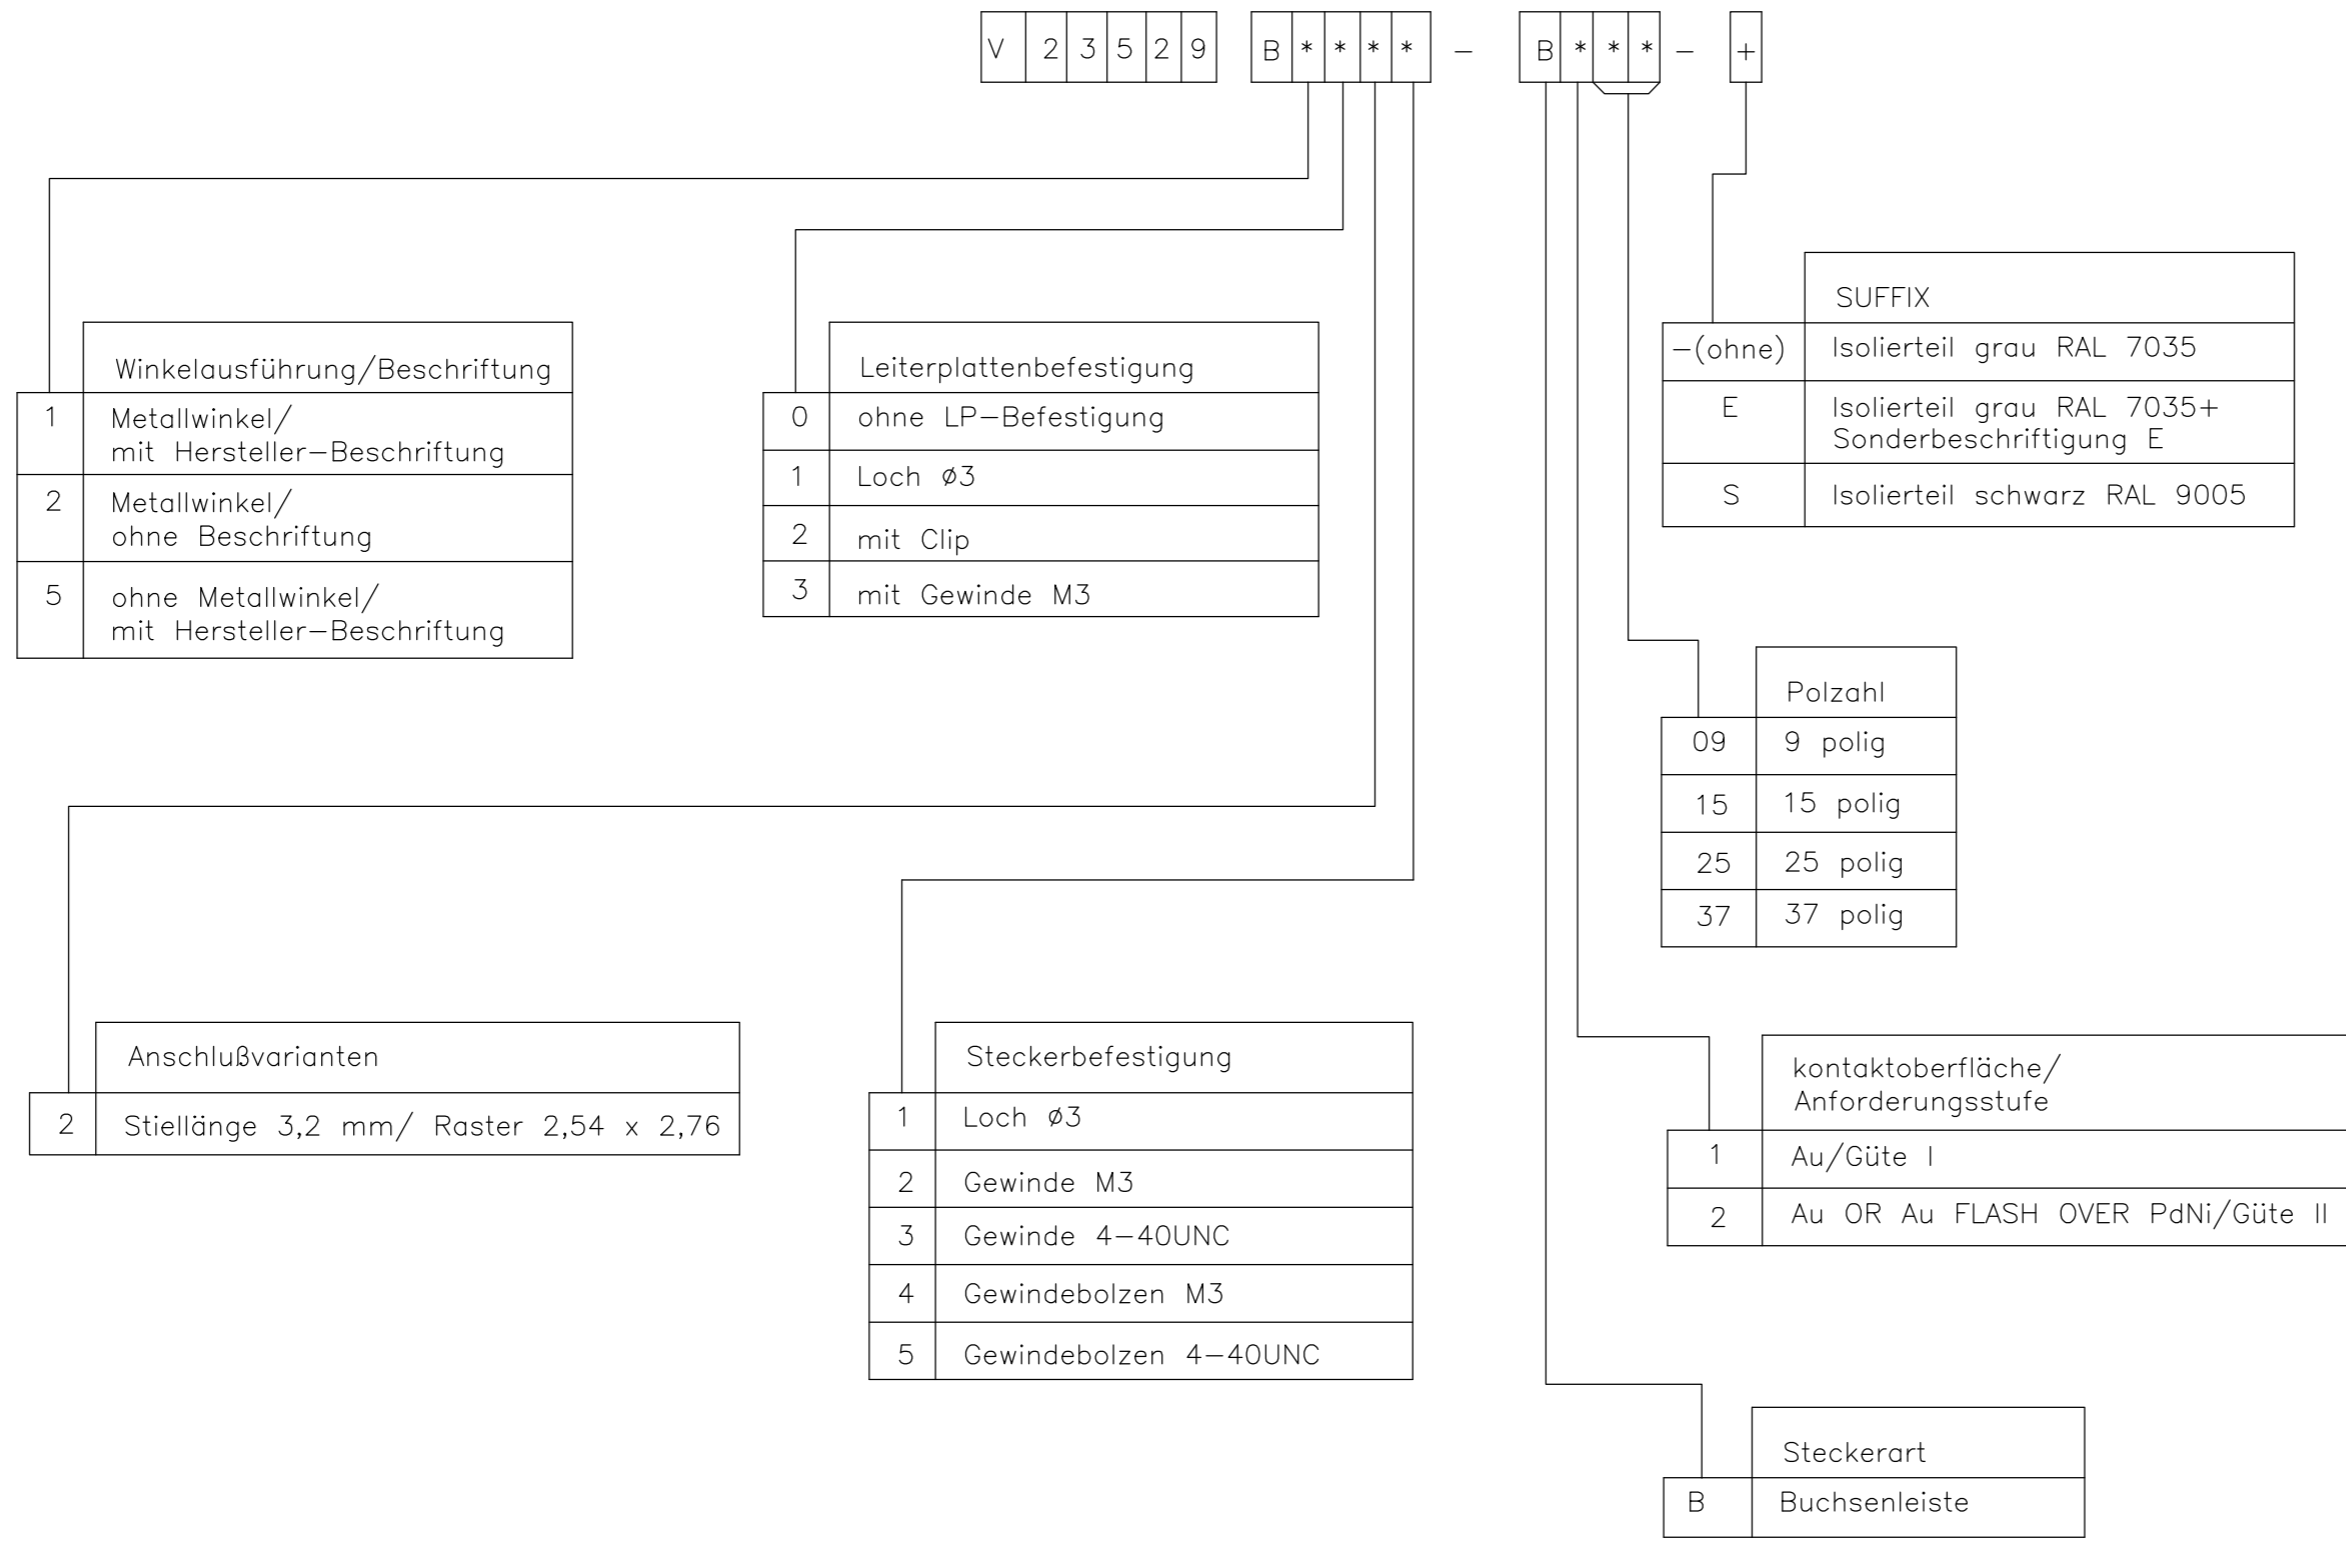 V 2 3 5 2 9 B * * * * - B * * * - +
Winkelausführung/Beschriftung
1 Metallwinkel/
mit Hersteller-Beschriftung
2 Metallwinkel/
ohne Beschriftung
5 ohne Metallwinkel/
mit Hersteller-Beschriftung
Leiterplattenbefestigung
0 ohne LP-Befestigung
1 Loch ø3
2 mit Clip
3 mit Gewinde M3
SUFFIX
-(ohne) Isolierteil grau RAL 7035
E Isolierteil grau RAL 7035+
Sonderbeschriftigung E
S Isolierteil schwarz RAL 9005
Polzahl
09 9 polig
15 15 polig
25 25 polig
37 37 polig
Anschlußvarianten
2 Stiellänge 3,2 mm/ Raster 2,54 x 2,76
Steckerbefestigung
1 Loch ø3
2 Gewinde M3
3 Gewinde 4-40UNC
4 Gewindebolzen M3
5 Gewindebolzen 4-40UNC
kontaktoberfläche/
Anforderungsstufe
1 Au/Güte I
2 Au OR Au FLASH OVER PdNi/Güte II
Steckerart
B Buchsenleiste